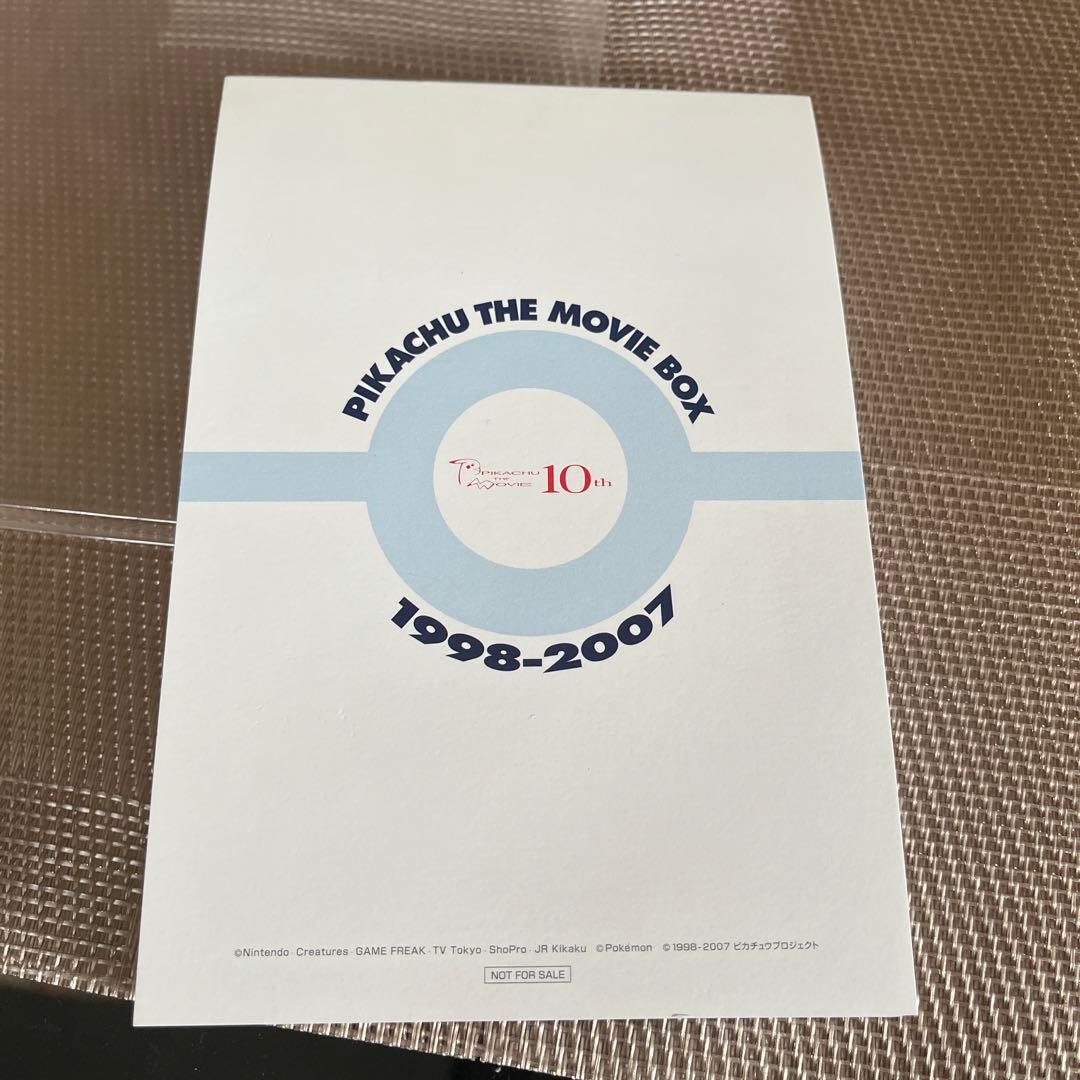 PIKACHU THE MOVIE BOX
PIKACHU
THE
MOVIE
10th
1998-2007
©Nintendo · Creatures · GAME FREAK · TV Tokyo · ShoPro · JR Kikaku ©Pokémon ©1998-2007 ピカチュウプロジェクト
NOT FOR SALE